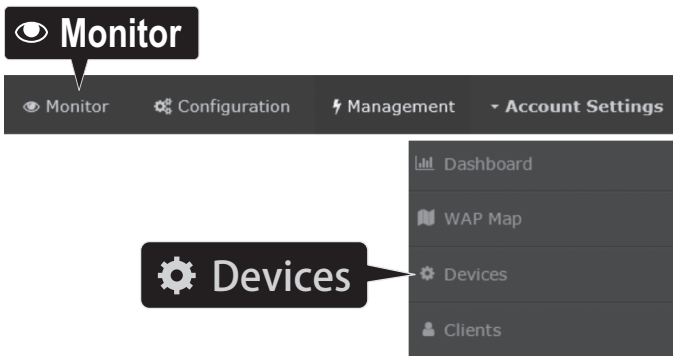 Monitor
Monitor Configuration Management Account Settings
Dashboard
WAP Map
Devices
Devices
Clients